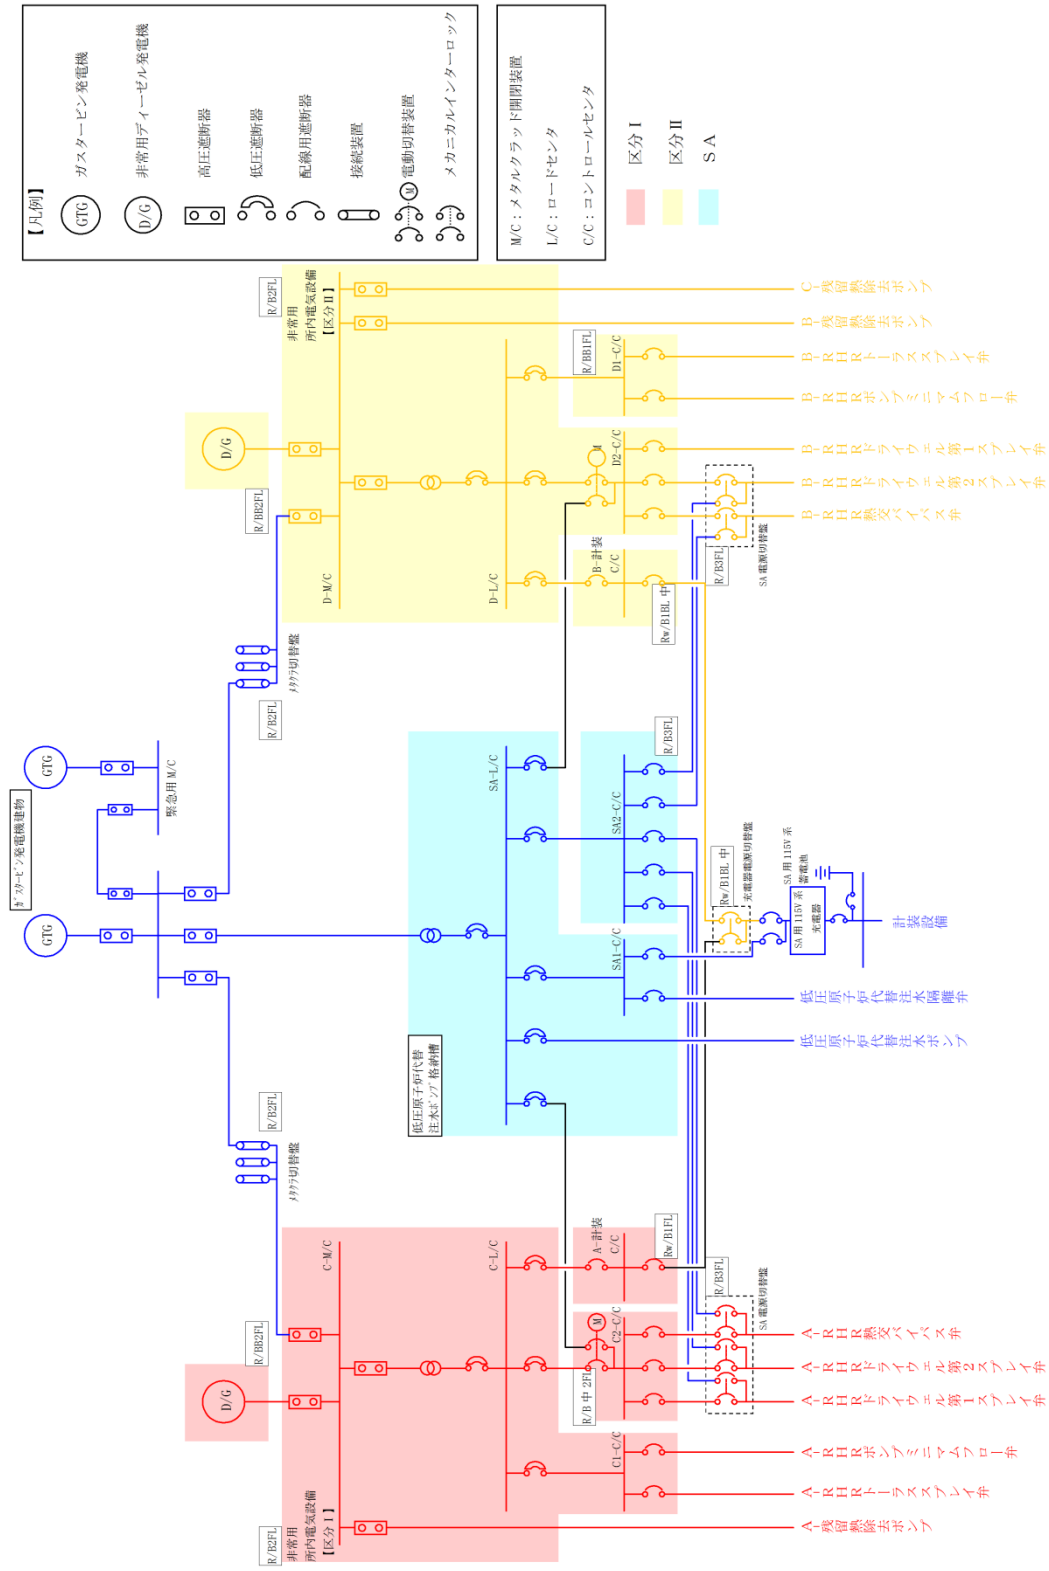 【凡例】
GTG
ガスタービン発電機
D/G
非常用ディーゼル発電機
高圧遮断器
低圧遮断器
配線用遮断器
接続装置
M
電動切替装置
メカニカルインターロック
M/C：メタルクラッド開閉装置
L/C：ロードセンタ
C/C：コントロールセンタ
区分Ⅰ
区分Ⅱ
ＳＡ
ｶﾞｽﾀｰﾋﾞﾝ発電機建物
GTG
GTG
緊急用 M/C
R/B2FL
ﾒﾀｸﾗ切替盤
R/B2FL
ﾒﾀｸﾗ切替盤
R/B2FL
非常用
所内電気設備
【区分Ⅰ】
D/G
R/BB2FL
C-M/C
C-L/C
C1-C/C
R/B 中 2FL
M
C2-C/C
A-計装
C/C
Rw/B1FL
R/B3FL
SA 電源切替盤
低圧原子炉代替
注水ﾎﾟﾝﾌﾟ格納槽
SA-L/C
SA1-C/C
SA2-C/C
R/B3FL
Rw/B1BL 中
充電器電源切替盤
SA 用 115V 系
充電器
SA 用 115V 系
蓄電池
R/B2FL
非常用
所内電気設備
【区分Ⅱ】
D/G
R/BB2FL
D-M/C
D-L/C
R/BB1FL
D1-C/C
M
D2-C/C
B-計装
C/C
Rw/B1BL 中
R/B3FL
SA 電源切替盤
A-残留熱除去ポンプ
A-RHRトーラススプレイ弁
A-RHRポンプミニマムフロー弁
A-RHRドライウェル第1スプレイ弁
A-RHRドライウェル第2スプレイ弁
A-RHR熱交バイパス弁
低圧原子炉代替注水ポンプ
低圧原子炉代替注水隔離弁
計装設備
B-RHR熱交バイパス弁
B-RHRドライウェル第2スプレイ弁
B-RHRドライウェル第1スプレイ弁
B-RHRポンプミニマムフロー弁
B-RHRトーラススプレイ弁
B-残留熱除去ポンプ
C-残留熱除去ポンプ